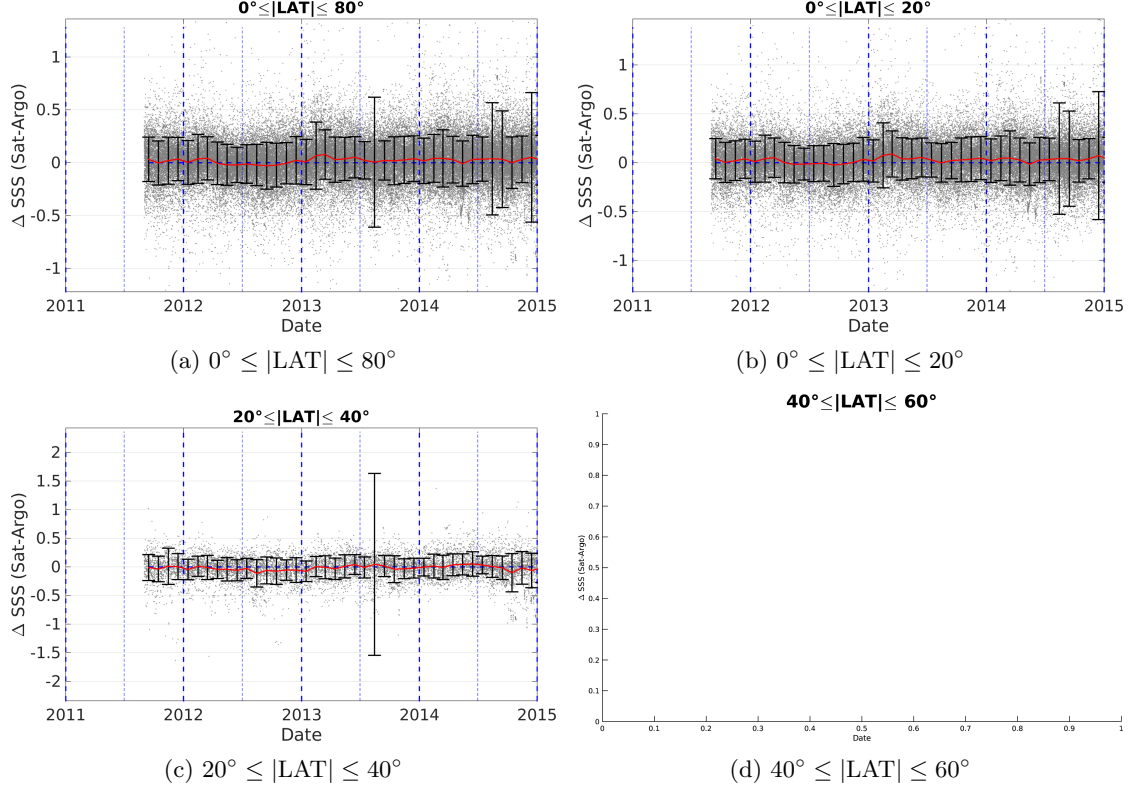 0°≤|LAT|≤ 80°
Δ SSS (Sat-Argo)
1
0.5
0
-0.5
-1
2011 2012 2013 2014 2015
Date
(a) 0° ≤ |LAT| ≤ 80°
0°≤|LAT|≤ 20°
Δ SSS (Sat-Argo)
1
0.5
0
-0.5
-1
2011 2012 2013 2014 2015
Date
(b) 0° ≤ |LAT| ≤ 20°
20°≤|LAT|≤ 40°
Δ SSS (Sat-Argo)
2
1.5
1
0.5
0
-0.5
-1
-1.5
-2
2011 2012 2013 2014 2015
Date
(c) 20° ≤ |LAT| ≤ 40°
40°≤|LAT|≤ 60°
Δ SSS (Sat-Argo)
1
0.9
0.8
0.7
0.6
0.5
0.4
0.3
0.2
0.1
0
0 0.1 0.2 0.3 0.4 0.5 0.6 0.7 0.8 0.9 1
Date
(d) 40° ≤ |LAT| ≤ 60°